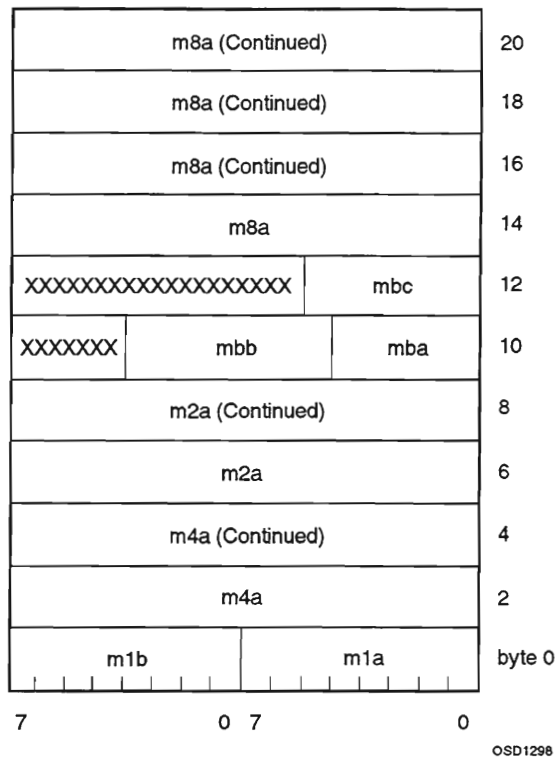 m8a (Continued) 20
m8a (Continued) 18
m8a (Continued) 16
m8a 14
XXXXXXXXXXXXXXXXXXX mbc 12
XXXXXXX mbb mba 10
m2a (Continued) 8
m2a 6
m4a (Continued) 4
m4a 2
m1b m1a byte 0
7 0 7 0
OSD1298